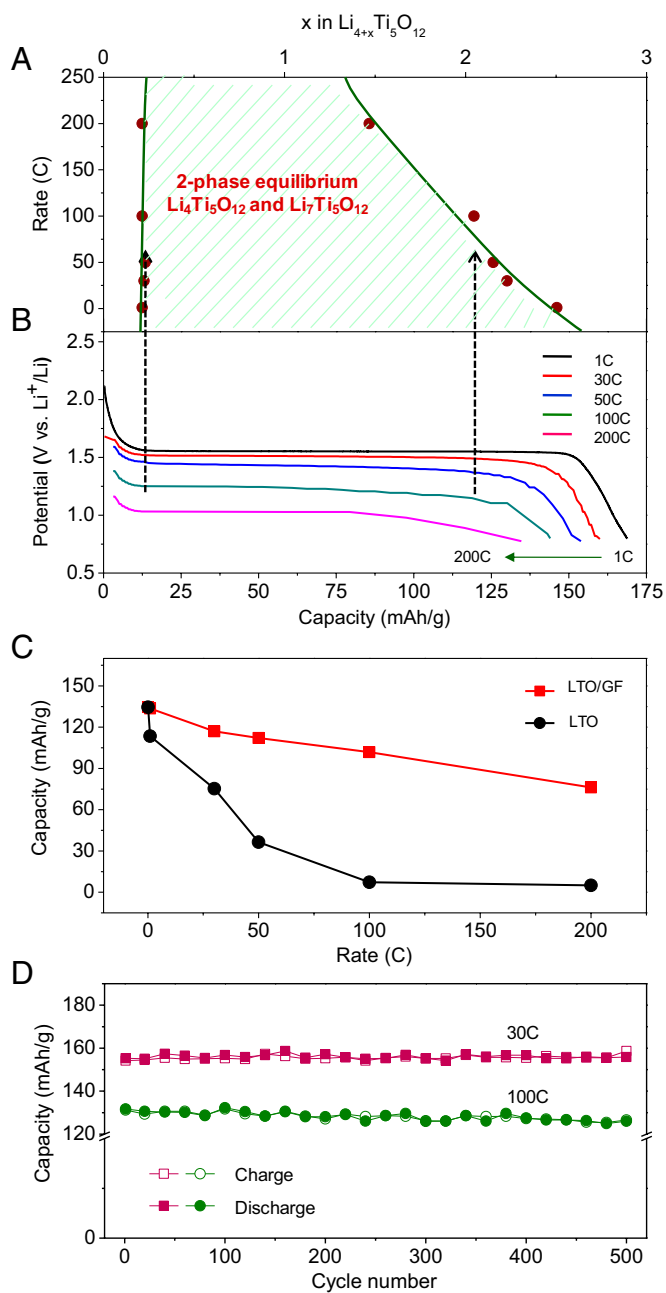 x in Li4+xTi5O12
0 1 2 3
A
250
200
150
100
50
0
Rate (C)
2-phase equilibrium
Li4Ti5O12 and Li7Ti5O12
B
2.5
2.0
1.5
1.0
0.5
Potential (V vs. Li+/Li)
1C
30C
50C
100C
200C
200C 1C
0 25 50 75 100 125 150 175
Capacity (mAh/g)
C
150
120
90
60
30
0
Capacity (mAh/g)
LTO/GF
LTO
0 50 100 150 200
Rate (C)
D
180
160
140
120
0
Capacity (mAh/g)
30C
100C
Charge
Discharge
0 100 200 300 400 500
Cycle number